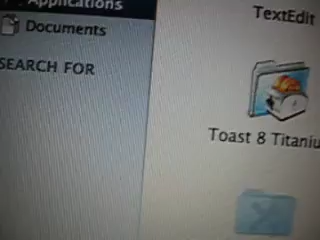 Applications
Documents
SEARCH FOR
TextEdit
Toast 8 Titaniu